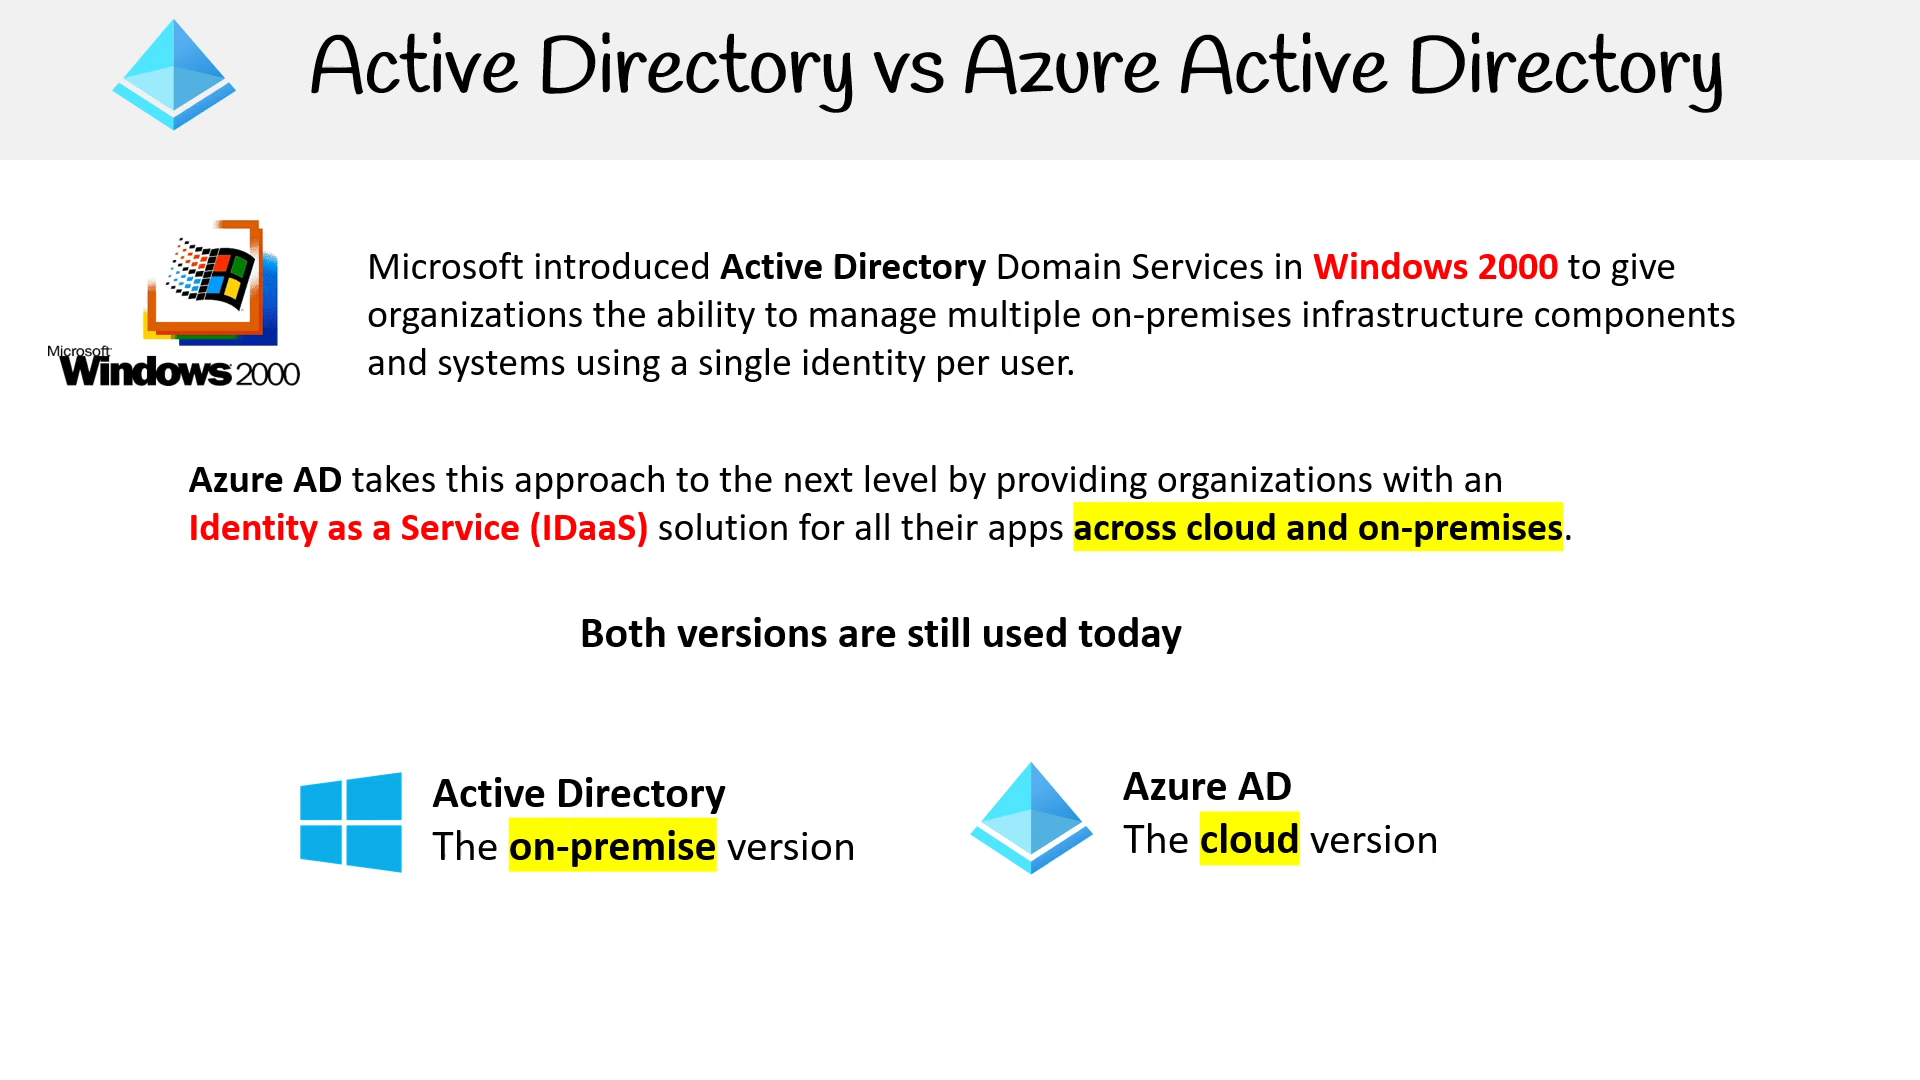 Active Directory vs Azure Active Directory
Microsoft
Windows 2000
Microsoft introduced Active Directory Domain Services in Windows 2000 to give
organizations the ability to manage multiple on-premises infrastructure components
and systems using a single identity per user.
Azure AD takes this approach to the next level by providing organizations with an
Identity as a Service (IDaaS) solution for all their apps across cloud and on-premises.
Both versions are still used today
Active Directory
The on-premise version
Azure AD
The cloud version